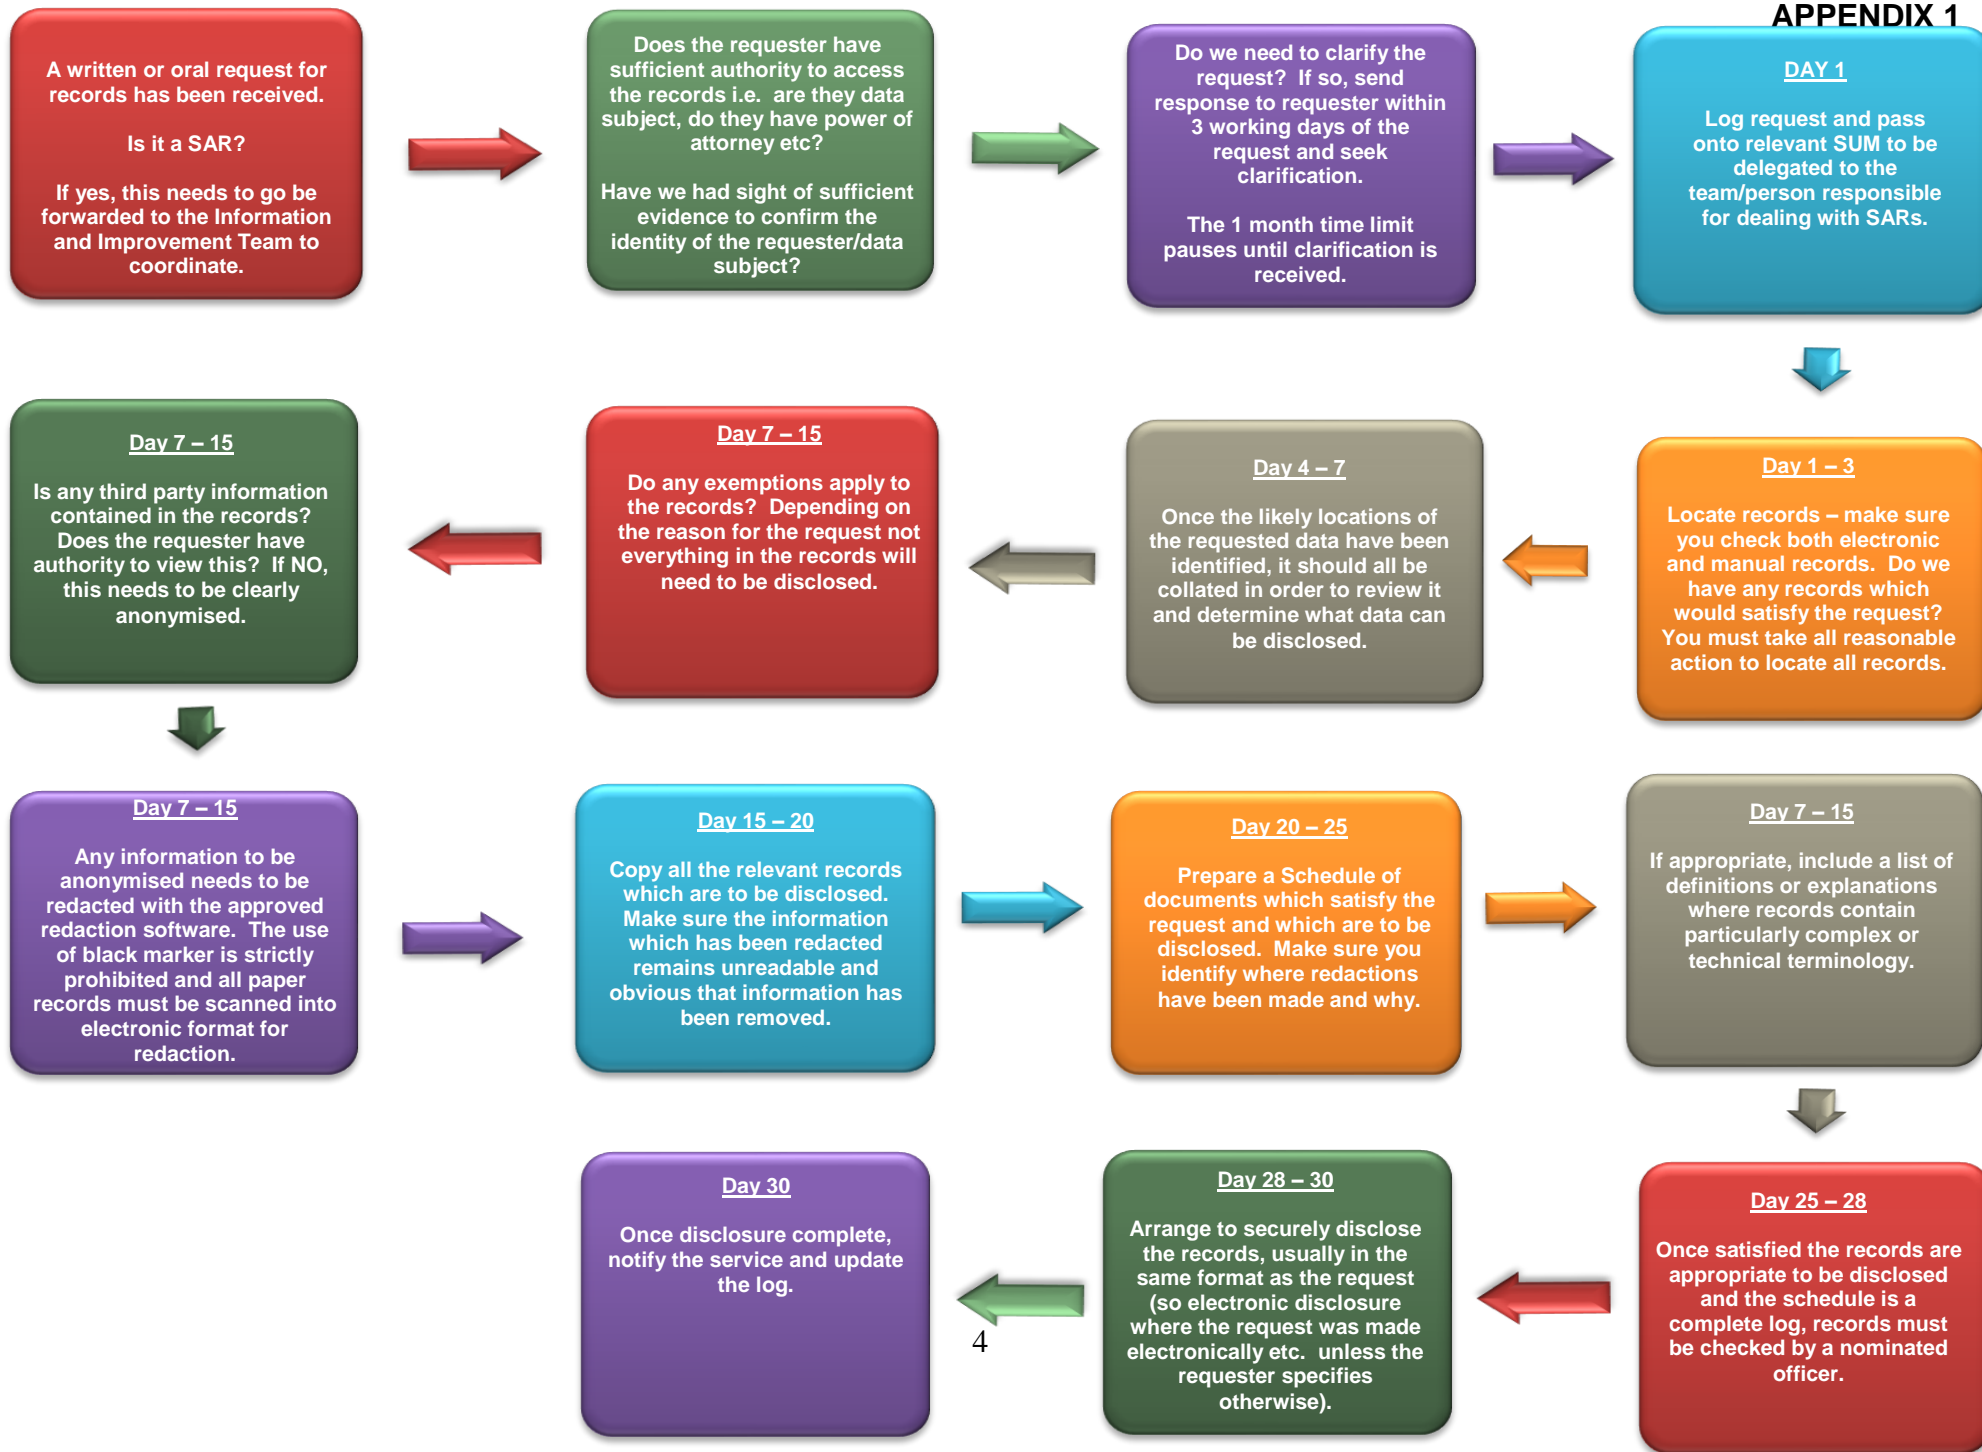 APPENDIX 1
A written or oral request for
records has been received.
Is it a SAR?
If yes, this needs to go be
forwarded to the Information
and Improvement Team to
coordinate.
Does the requester have
sufficient authority to access
the records i.e. are they data
subject, do they have power of
attorney etc?
Have we had sight of sufficient
evidence to confirm the
identity of the requester/data
subject?
Do we need to clarify the
request? If so, send
response to requester within
3 working days of the
request and seek
clarification.
The 1 month time limit
pauses until clarification is
received.
DAY 1
Log request and pass
onto relevant SUM to be
delegated to the
team/person responsible
for dealing with SARs.
Day 1 – 3
Locate records – make sure
you check both electronic
and manual records. Do we
have any records which
would satisfy the request?
You must take all reasonable
action to locate all records.
Day 4 – 7
Once the likely locations of
the requested data have been
identified, it should all be
collated in order to review it
and determine what data can
be disclosed.
Day 7 – 15
Do any exemptions apply to
the records? Depending on
the reason for the request not
everything in the records will
need to be disclosed.
Day 7 – 15
Is any third party information
contained in the records?
Does the requester have
authority to view this? If NO,
this needs to be clearly
anonymised.
Day 7 – 15
Any information to be
anonymised needs to be
redacted with the approved
redaction software. The use
of black marker is strictly
prohibited and all paper
records must be scanned into
electronic format for
redaction.
Day 15 – 20
Copy all the relevant records
which are to be disclosed.
Make sure the information
which has been redacted
remains unreadable and
obvious that information has
been removed.
Day 20 – 25
Prepare a Schedule of
documents which satisfy the
request and which are to be
disclosed. Make sure you
identify where redactions
have been made and why.
Day 7 – 15
If appropriate, include a list of
definitions or explanations
where records contain
particularly complex or
technical terminology.
Day 25 – 28
Once satisfied the records are
appropriate to be disclosed
and the schedule is a
complete log, records must
be checked by a nominated
officer.
Day 28 – 30
Arrange to securely disclose
the records, usually in the
same format as the request
(so electronic disclosure
where the request was made
electronically etc. unless the
requester specifies
otherwise).
Day 30
Once disclosure complete,
notify the service and update
the log.
4